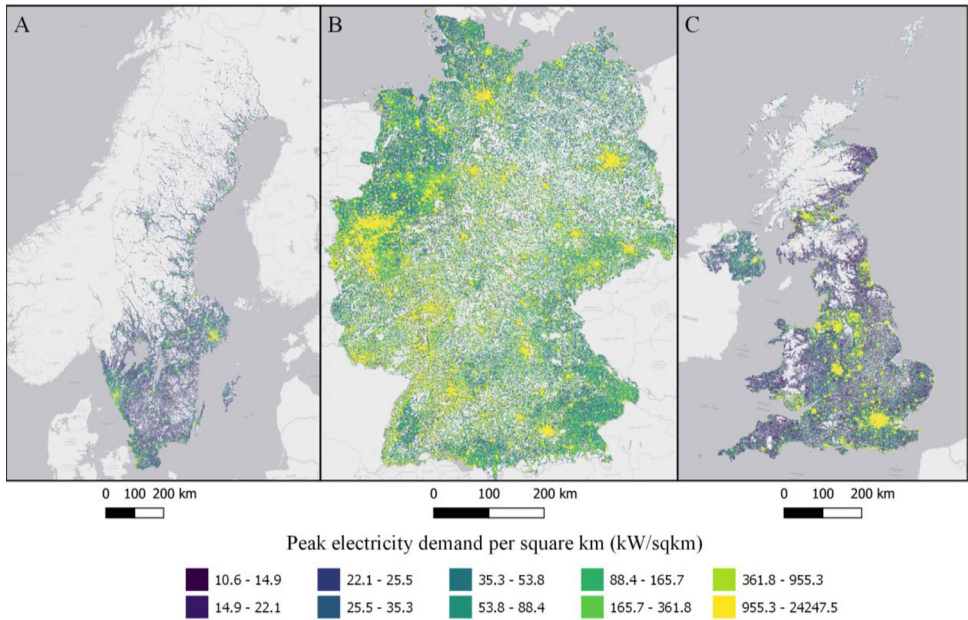 A B C
0 100 200 km
0 100 200 km
0 100 200 km
Peak electricity demand per square km (kW/sqkm)
10.6 - 14.9 22.1 - 25.5 35.3 - 53.8 88.4 - 165.7 361.8 - 955.3
14.9 - 22.1 25.5 - 35.3 53.8 - 88.4 165.7 - 361.8 955.3 - 24247.5